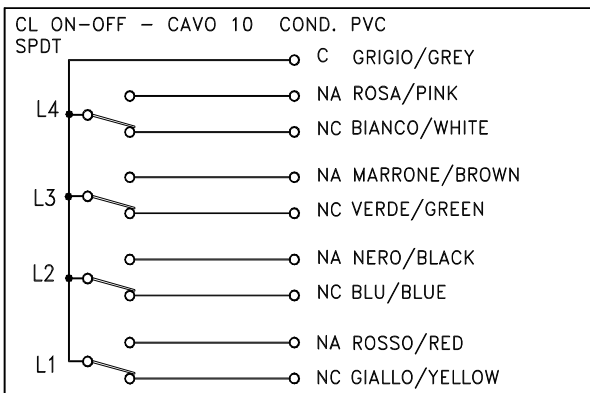 CL ON-OFF - CAVO 10 COND. PVC
SPDT
C GRIGIO/GREY
NA ROSA/PINK
L4
NC BIANCO/WHITE
NA MARRONE/BROWN
L3
NC VERDE/GREEN
NA NERO/BLACK
L2
NC BLU/BLUE
NA ROSSO/RED
L1
NC GIALLO/YELLOW